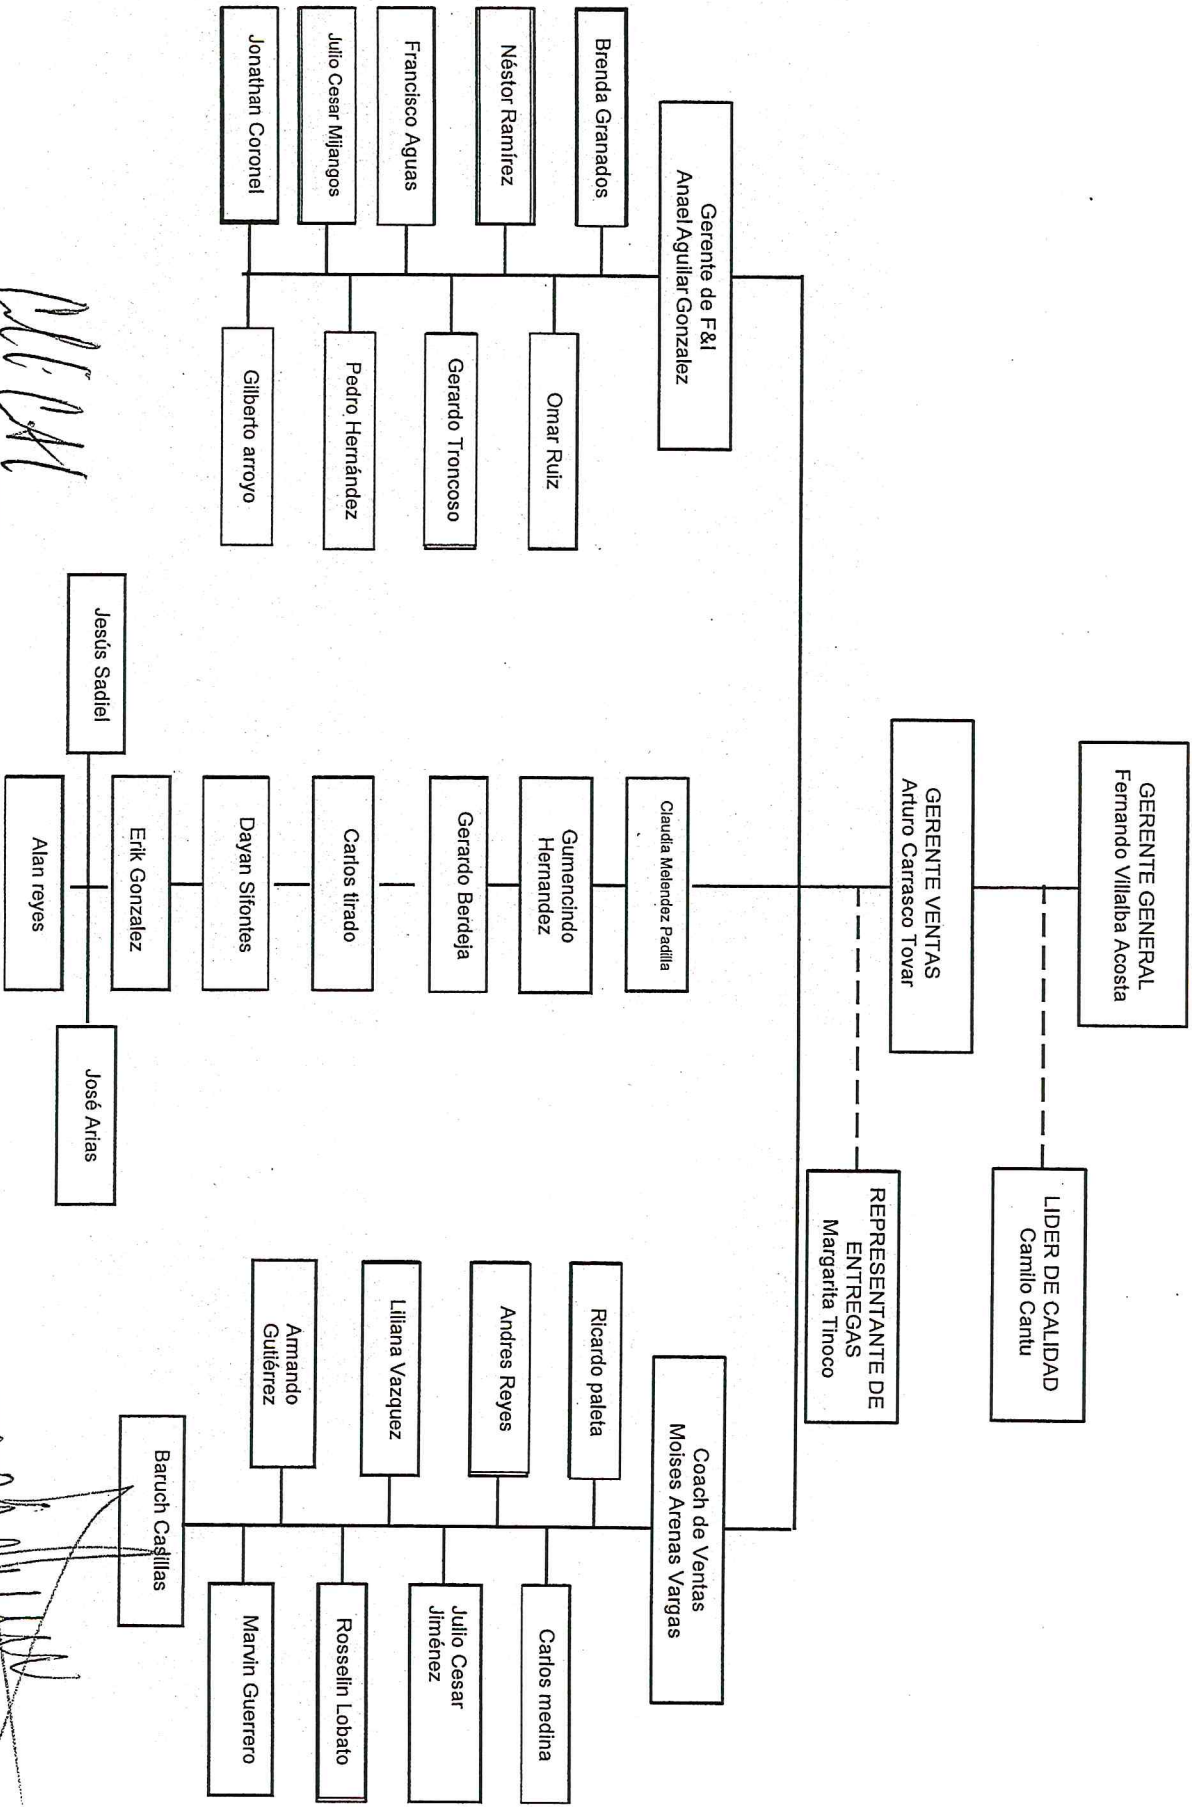 GERENTE GENERAL
Fernando Villalba Acosta
LIDER DE CALIDAD
Camilo Cantu
GERENTE VENTAS
Arturo Carrasco Tovar
REPRESENTANTE DE
ENTREGAS
Margarita Tinoco
Gerente de F&I
Anael Aguilar Gonzalez
Brenda Granados
Omar Ruiz
Néstor Ramírez
Gerardo Troncoso
Francisco Aguas
Pedro Hernández
Julio Cesar Mijangos
Jonathan Coronel
Gilberto arroyo
Claudia Melendez Padilla
Gumencindo
Hernandez
Gerardo Berdeja
Carlos tirado
Dayan Sifontes
Erik Gonzalez
Jesús Sadiel
José Arias
Alan reyes
Coach de Ventas
Moises Arenas Vargas
Ricardo paleta
Carlos medina
Andres Reyes
Julio Cesar
Jiménez
Liliana Vazquez
Rosselin Lobato
Armando
Gutiérrez
Marvin Guerrero
Baruch Casillas